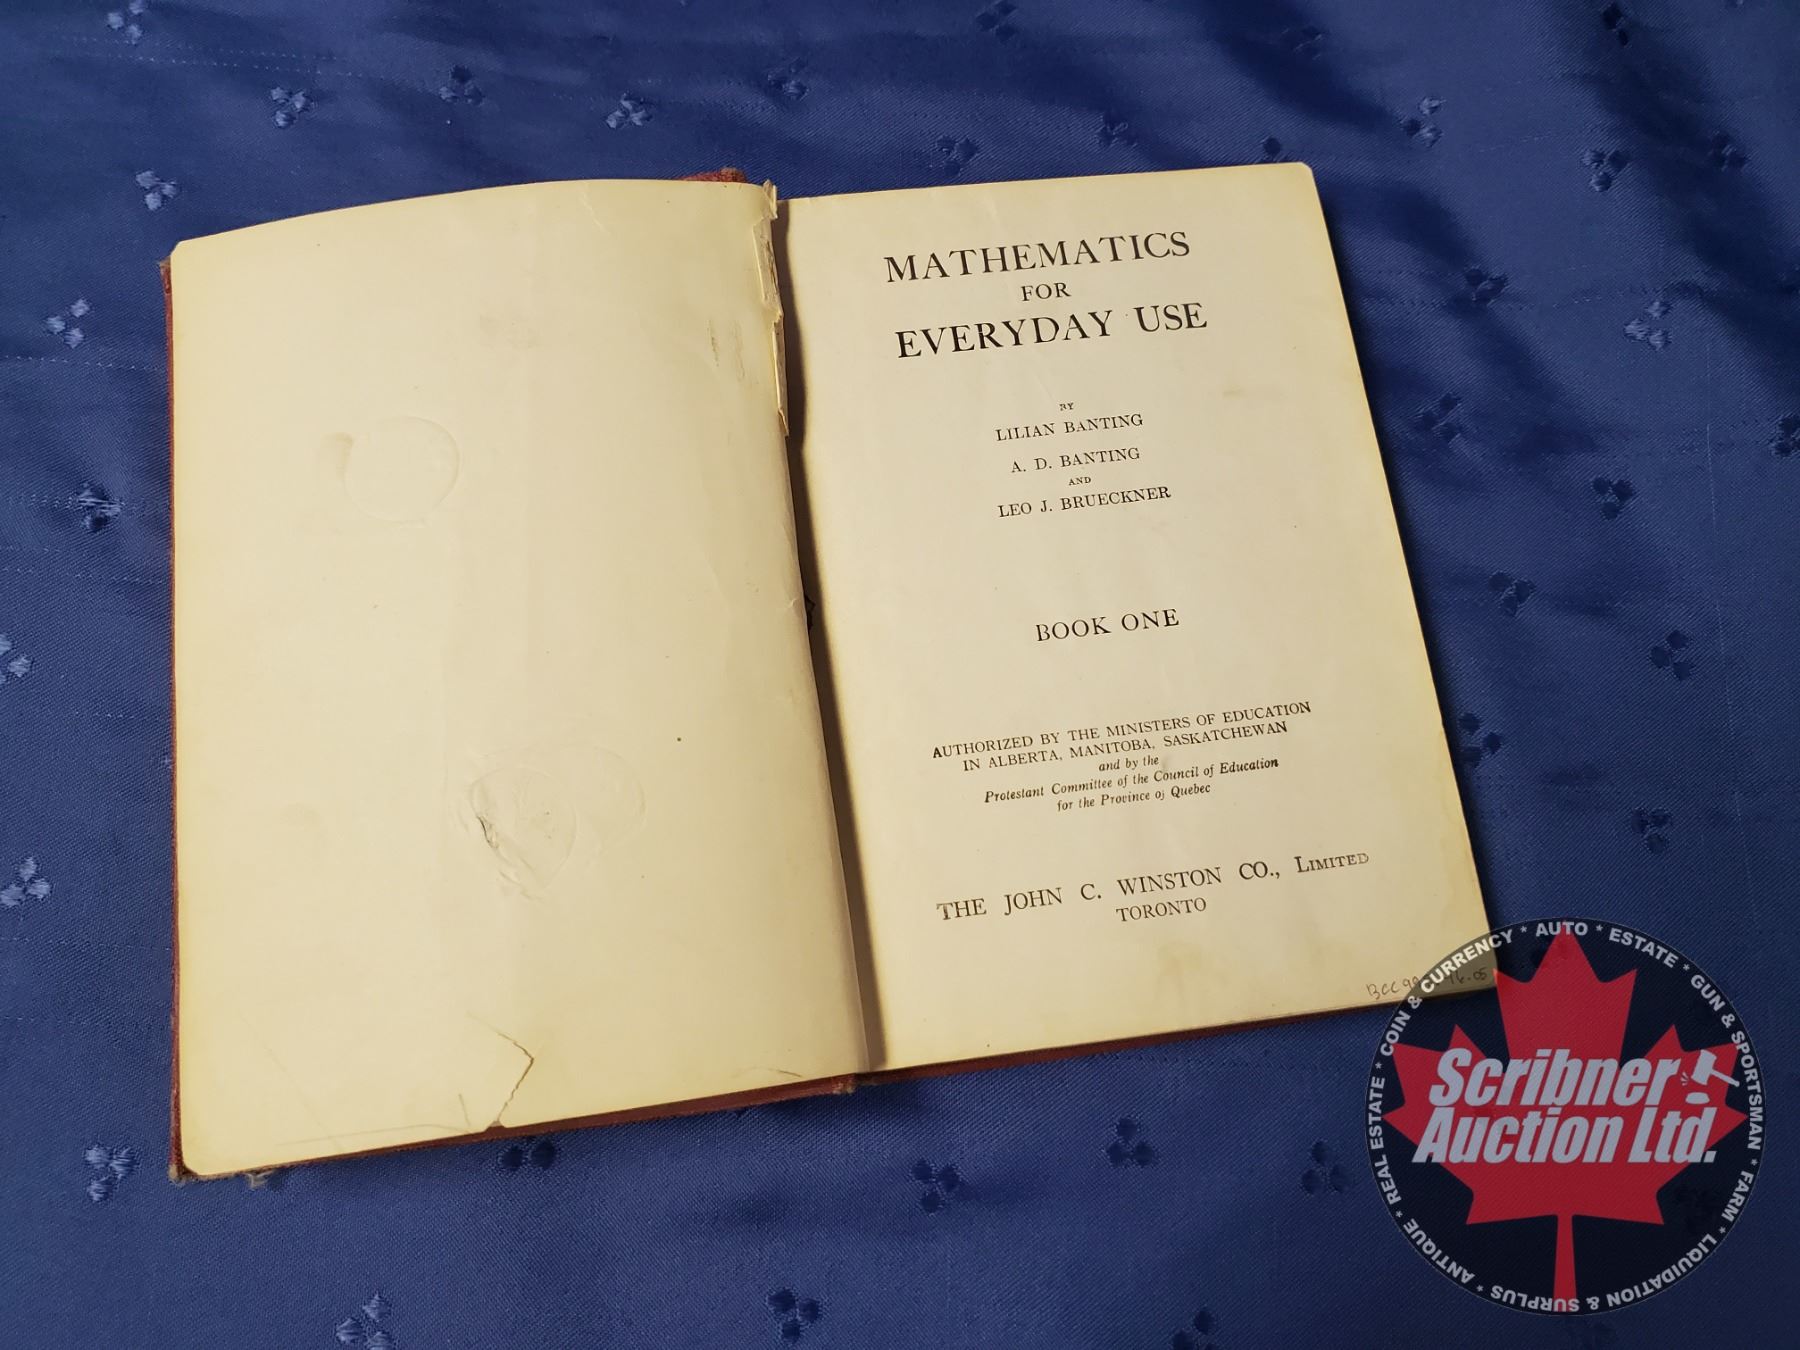 MATHEMATICS
FOR
EVERYDAY USE
BY
LILIAN BANTING
A. D. BANTING
AND
LEO J. BRUECKNER
BOOK ONE
AUTHORIZED BY THE MINISTERS OF EDUCATION
IN ALBERTA, MANITOBA, SASKATCHEWAN
and by the
Protestant Committee of the Council of Education
for the Province of Quebec
THE JOHN C. WINSTON CO., LIMITED
TORONTO
COIN & CURRENCY * AUTO * ESTATE * GUN & SPORTSMAN * FARM * LIQUIDATION & SURPLUS * ANTIQUE * REAL ESTATE *
Scribner
Auction Ltd.